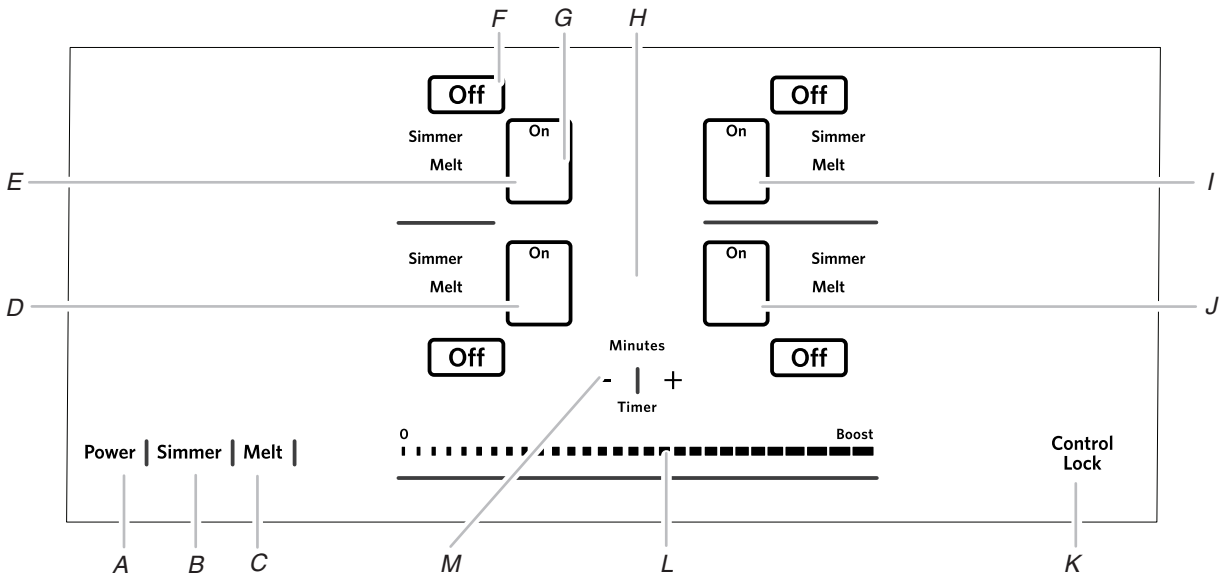 F G H
Off Off
On On
Simmer Simmer
Melt Melt
E I
On On
Simmer Simmer
Melt Melt
D J
Minutes
Off Off
- | +
Timer
0 Boost
Power | Simmer | Melt |
Control
Lock
A B C M L K